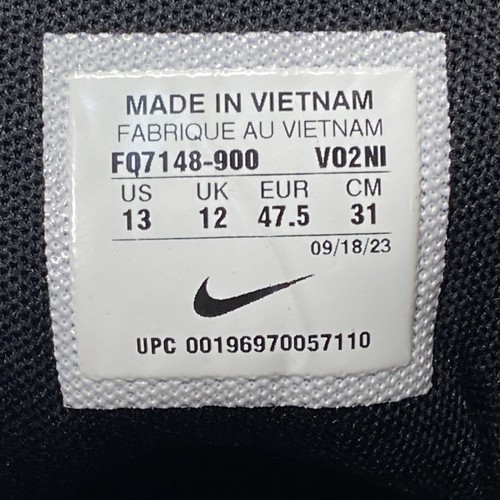 MADE IN VIETNAM
FABRIQUE AU VIETNAM
FQ7148-900 VO2NI
US UK EUR CM
13 12 47.5 31
09/18/23
UPC 00196970057110